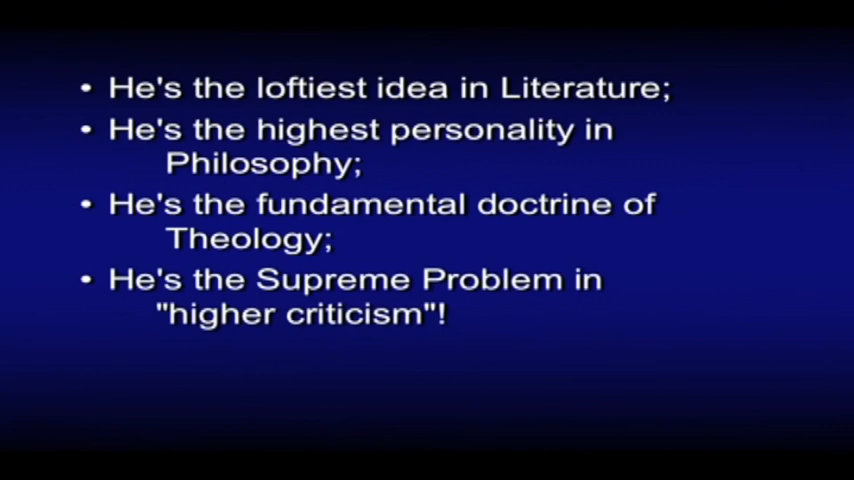 • He's the loftiest idea in Literature;
• He's the highest personality in
Philosophy;
• He's the fundamental doctrine of
Theology;
• He's the Supreme Problem in
"higher criticism"!